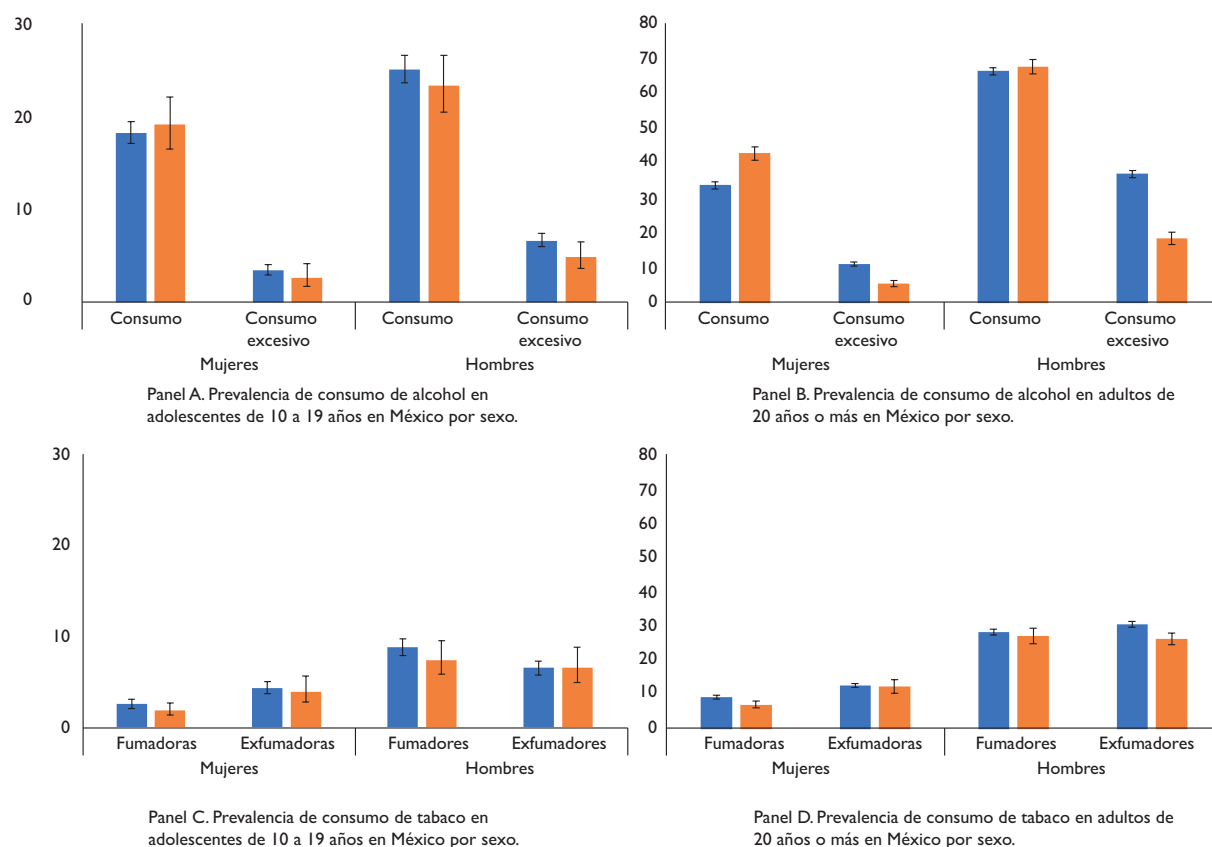 30
20
10
0
Consumo
Consumo
excesivo
Consumo
Consumo
excesivo
Mujeres
Hombres
Panel A. Prevalencia de consumo de alcohol en
adolescentes de 10 a 19 años en México por sexo.
80
70
60
50
40
30
20
10
0
Consumo
Consumo
excesivo
Consumo
Consumo
excesivo
Mujeres
Hombres
Panel B. Prevalencia de consumo de alcohol en adultos de
20 años o más en México por sexo.
30
20
10
0
Fumadoras
Exfumadoras
Fumadores
Exfumadores
Mujeres
Hombres
Panel C. Prevalencia de consumo de tabaco en
adolescentes de 10 a 19 años en México por sexo.
80
70
60
50
40
30
20
10
0
Fumadoras
Exfumadoras
Fumadores
Exfumadores
Mujeres
Hombres
Panel D. Prevalencia de consumo de tabaco en adultos de
20 años o más en México por sexo.